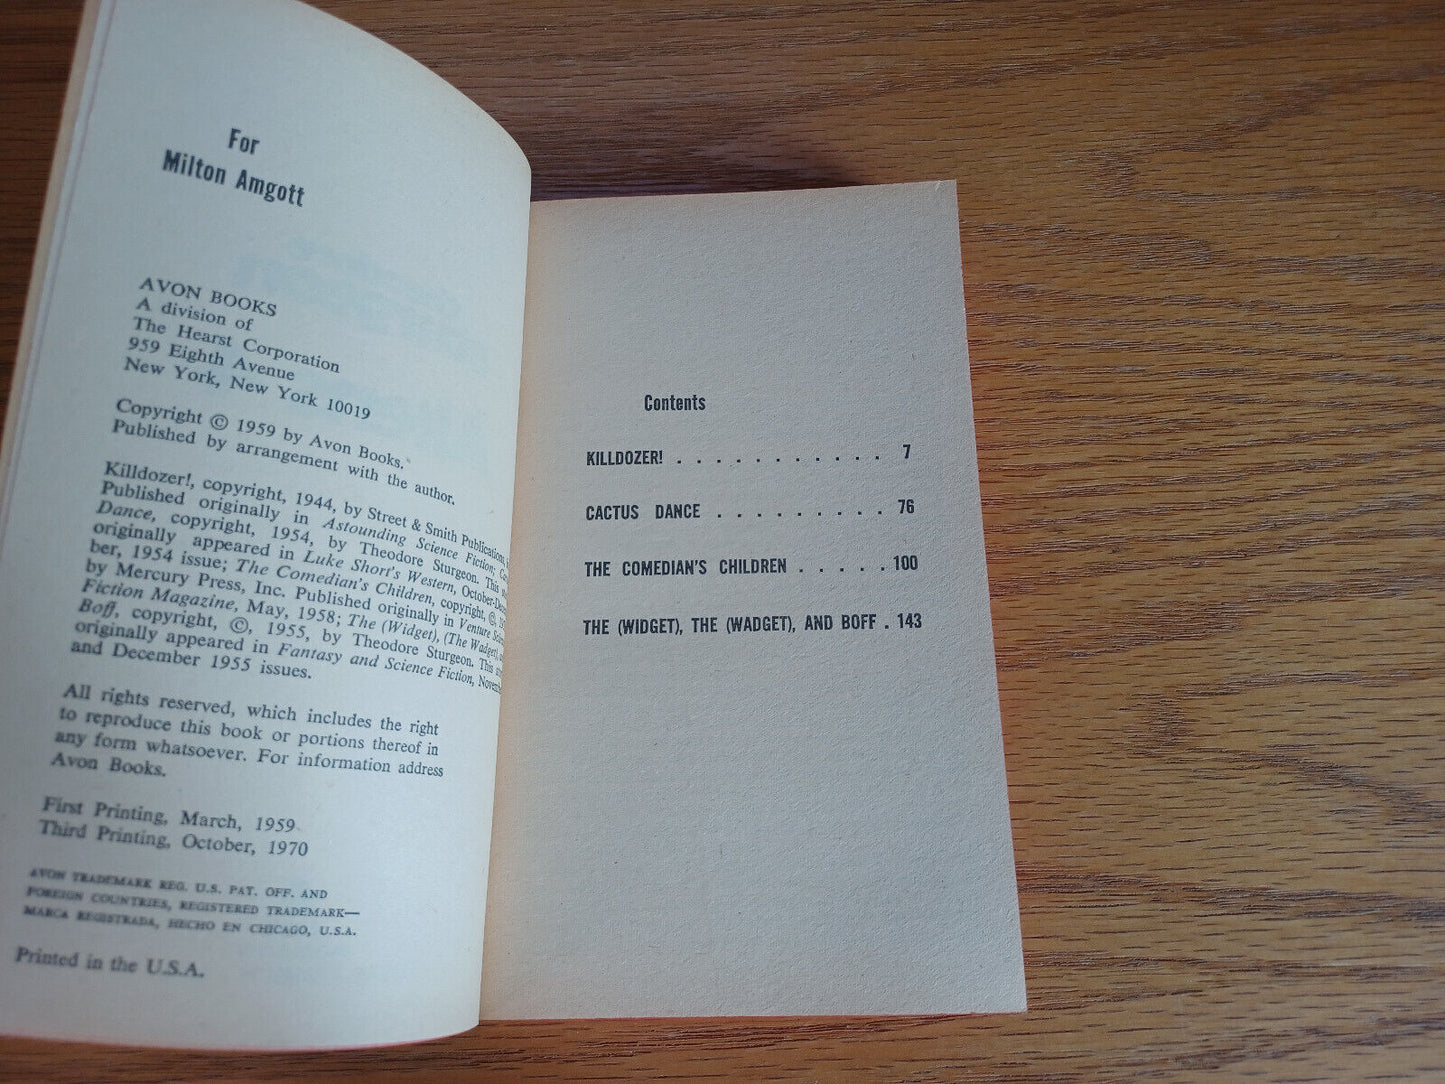 For
Milton Amgott
AVON BOOKS
A division of
The Hearst Corporation
959 Eighth Avenue
New York, New York 10019
Copyright © 1959 by Avon Books.
Published by arrangement with the author.
Killdozer!, copyright, 1944, by Street & Smith Publications,
Published originally in Astounding Science Fiction;
Dance, copyright, 1954, by Theodore Sturgeon. This
originally appeared in Luke Short's Western,
ber, 1954 issue; The Comedian's Children, copyright, ©,
by Mercury Press, Inc. Published originally in Venture
Fiction Magazine, May, 1958; The (Widget), (The Wadget),
Boff, copyright, ©, 1955, by Theodore Sturgeon. This
originally appeared in Fantasy and Science Fiction,
and December 1955 issues.
All rights reserved, which includes the right
to reproduce this book or portions thereof in
any form whatsoever. For information address
Avon Books.
First Printing, March, 1959
Third Printing, October, 1970
AVON TRADEMARK REG. U.S. PAT. OFF. AND
FOREIGN COUNTRIES, REGISTERED TRADEMARK—
MARCA REGISTRADA, HECHO EN CHICAGO, U.S.A.
Printed in the U.S.A.
Contents
KILLDOZER! . . . . . . . . . . . 7
CACTUS DANCE . . . . . . . . . 76
THE COMEDIAN'S CHILDREN . . . . . 100
THE (WIDGET), THE (WADGET), AND BOFF . 143